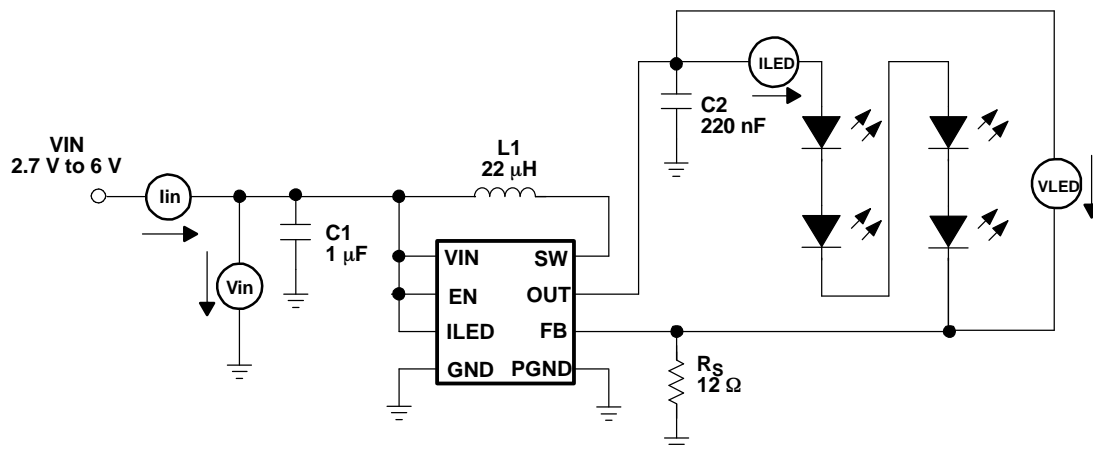 ILED
C2
220 nF
VIN
2.7 V to 6 V
L1
22 μH
VLED
Iin
C1
1 μF
VIN
SW
Vin
EN
OUT
ILED
FB
GND
PGND
RS
12 Ω